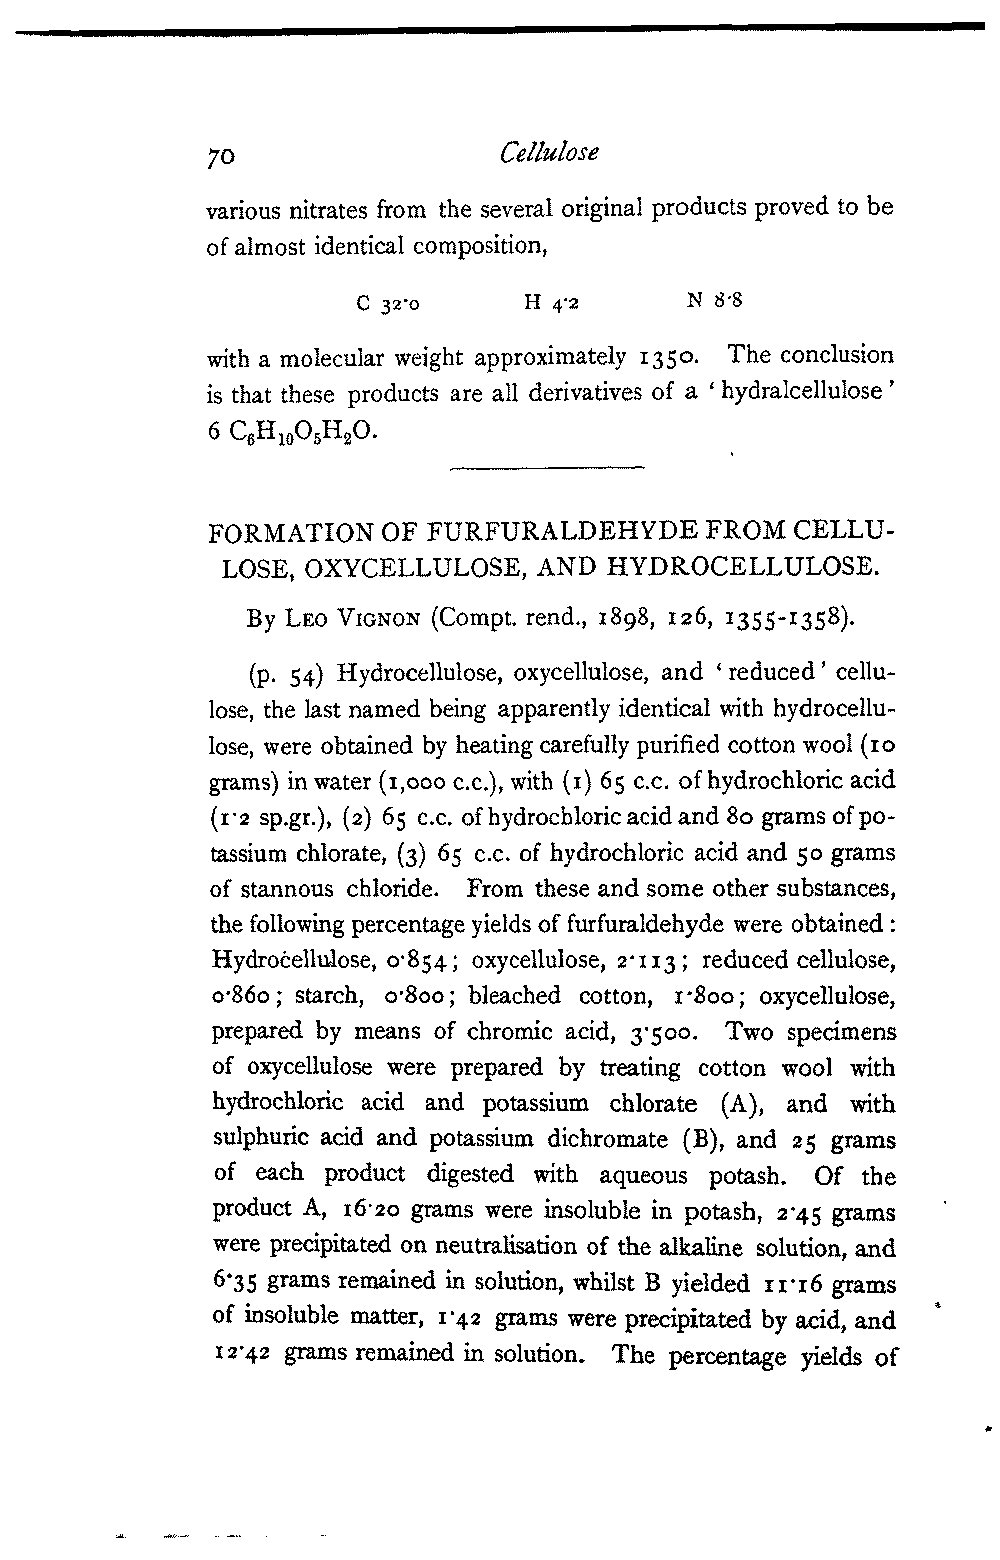 70 Cellulose
various nitrates from the several original products proved to be
of almost identical composition,
C 32·0 H 4·2 N 8·8
with a molecular weight approximately 1350. The conclusion
is that these products are all derivatives of a ‘ hydralcellulose ’
6 C₆H₁₀O₅H₂O.
FORMATION OF FURFURALDEHYDE FROM CELLU-
LOSE, OXYCELLULOSE, AND HYDROCELLULOSE.
By LEO VIGNON (Compt. rend., 1898, 126, 1355-1358).
(p. 54) Hydrocellulose, oxycellulose, and ‘ reduced ’ cellu-
lose, the last named being apparently identical with hydrocellu-
lose, were obtained by heating carefully purified cotton wool (10
grams) in water (1,000 c.c.), with (1) 65 c.c. of hydrochloric acid
(1·2 sp.gr.), (2) 65 c.c. of hydrochloric acid and 80 grams of po-
tassium chlorate, (3) 65 c.c. of hydrochloric acid and 50 grams
of stannous chloride. From these and some other substances,
the following percentage yields of furfuraldehyde were obtained :
Hydrocellulose, 0·854; oxycellulose, 2·113; reduced cellulose,
0·860; starch, 0·800; bleached cotton, 1·800; oxycellulose,
prepared by means of chromic acid, 3·500. Two specimens
of oxycellulose were prepared by treating cotton wool with
hydrochloric acid and potassium chlorate (A), and with
sulphuric acid and potassium dichromate (B), and 25 grams
of each product digested with aqueous potash. Of the
product A, 16·20 grams were insoluble in potash, 2·45 grams
were precipitated on neutralisation of the alkaline solution, and
6·35 grams remained in solution, whilst B yielded 11·16 grams
of insoluble matter, 1·42 grams were precipitated by acid, and
12·42 grams remained in solution. The percentage yields of